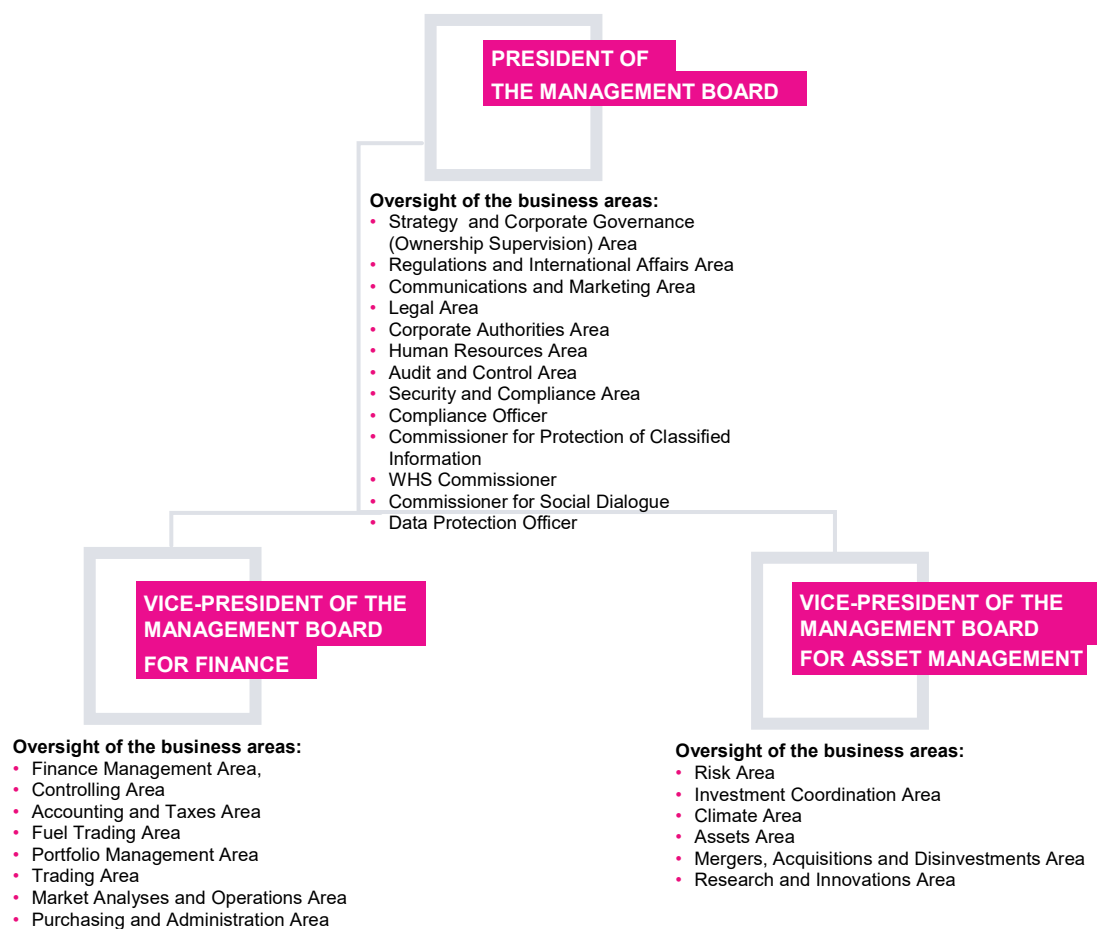 PRESIDENT OF
THE MANAGEMENT BOARD
Oversight of the business areas:
• Strategy and Corporate Governance
(Ownership Supervision) Area
• Regulations and International Affairs Area
• Communications and Marketing Area
• Legal Area
• Corporate Authorities Area
• Human Resources Area
• Audit and Control Area
• Security and Compliance Area
• Compliance Officer
• Commissioner for Protection of Classified
Information
• WHS Commissioner
• Commissioner for Social Dialogue
• Data Protection Officer
VICE-PRESIDENT OF THE
MANAGEMENT BOARD
FOR FINANCE
Oversight of the business areas:
• Finance Management Area,
• Controlling Area
• Accounting and Taxes Area
• Fuel Trading Area
• Portfolio Management Area
• Trading Area
• Market Analyses and Operations Area
• Purchasing and Administration Area
VICE-PRESIDENT OF THE
MANAGEMENT BOARD
FOR ASSET MANAGEMENT
Oversight of the business areas:
• Risk Area
• Investment Coordination Area
• Climate Area
• Assets Area
• Mergers, Acquisitions and Disinvestments Area
• Research and Innovations Area